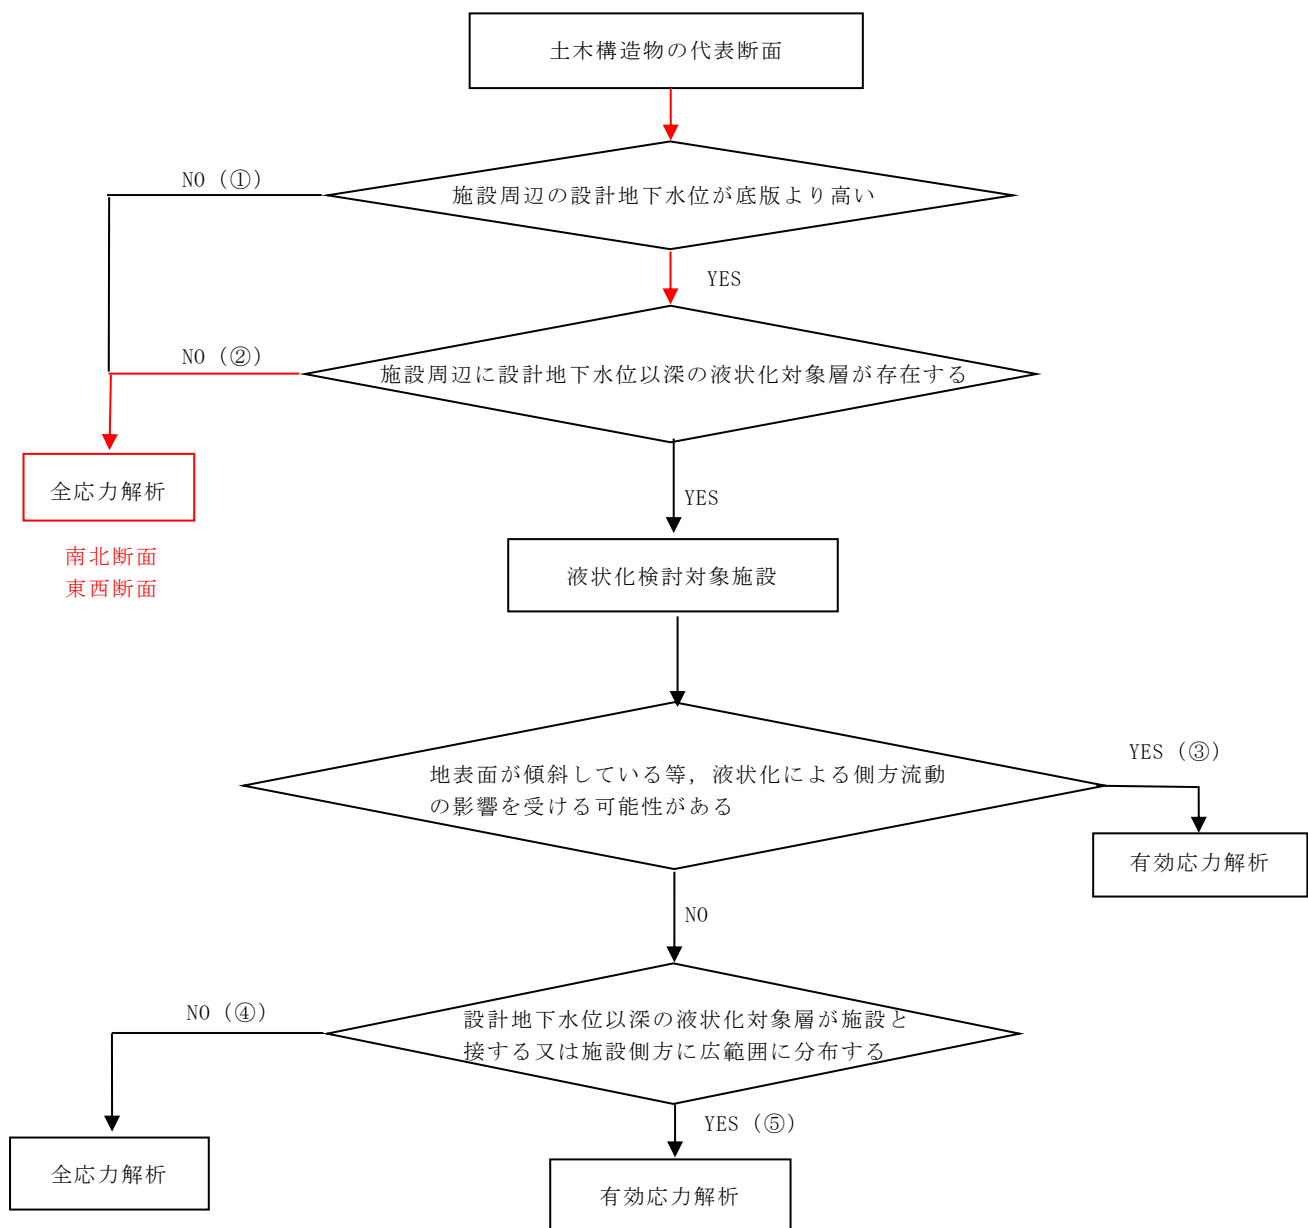 土木構造物の代表断面
NO（①）
施設周辺の設計地下水位が底版より高い
YES
NO（②）
施設周辺に設計地下水位以深の液状化対象層が存在する
全応力解析
YES
南北断面
東西断面
液状化検討対象施設
YES（③）
地表面が傾斜している等，液状化による側方流動
の影響を受ける可能性がある
有効応力解析
NO
NO（④）
設計地下水位以深の液状化対象層が施設と
接する又は施設側方に広範囲に分布する
YES（⑤）
全応力解析
有効応力解析